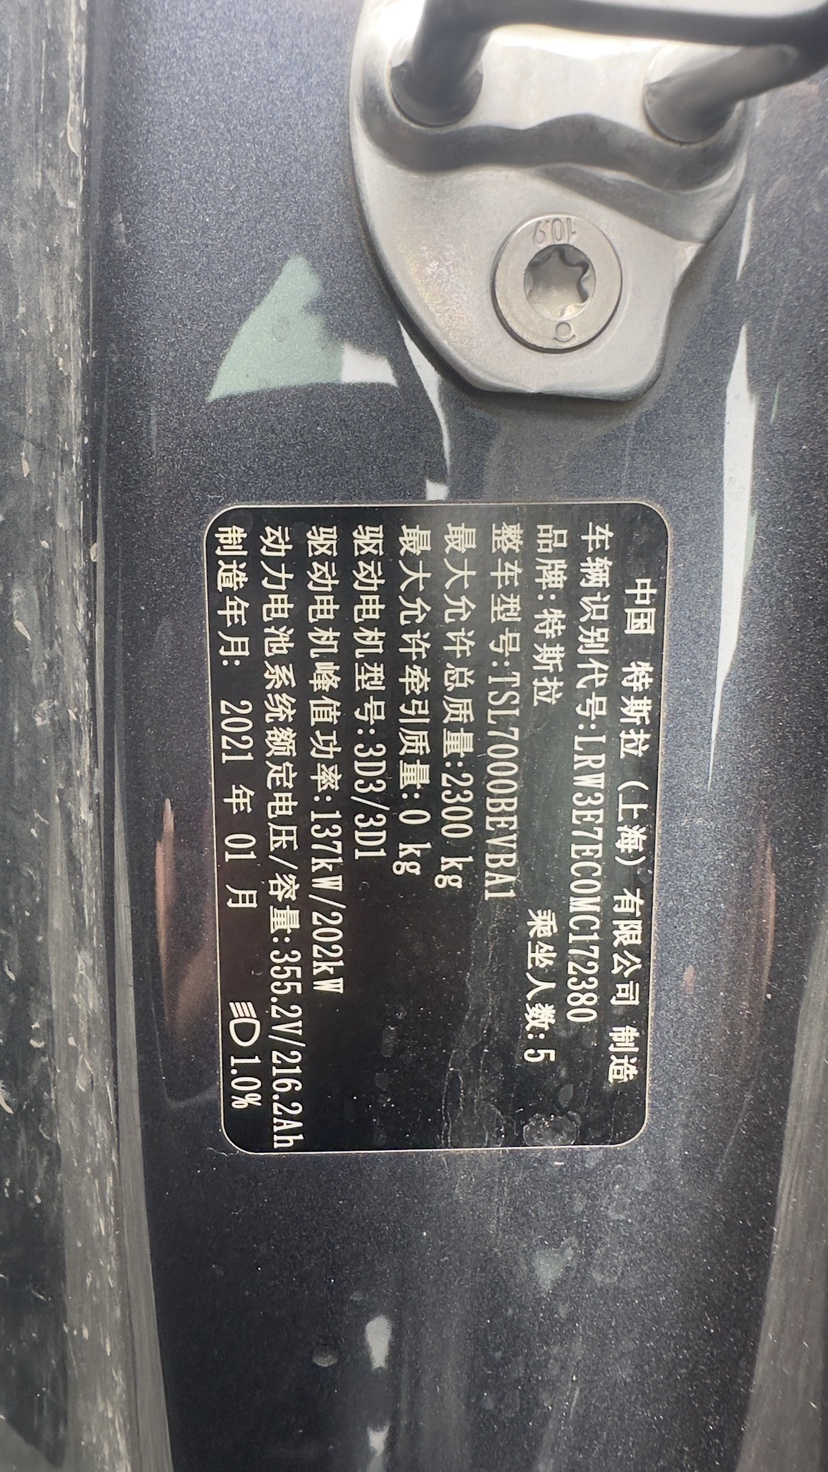 10.9
中国 特斯拉（上海）有限公司 制造
车辆识别代号:LRW3E7EC0MC172380
品牌:特斯拉 乘坐人数:5
整车型号:TSL7000BEVBA1
最大允许总质量:2300 kg
最大允许牵引质量:0 kg
驱动电机型号:3D3/3D1
驱动电机峰值功率:137kW/202kW
动力电池系统额定电压/容量:355.2V/216.2Ah
制造年月: 2021 年 01 月 1.0%